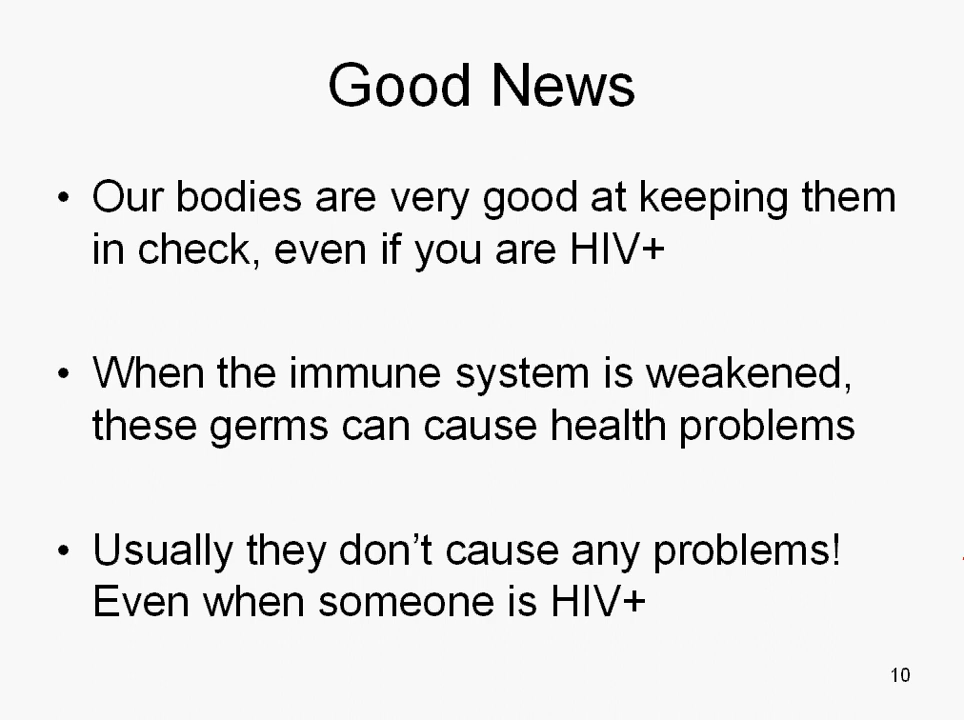 Good News
• Our bodies are very good at keeping them
in check, even if you are HIV+
• When the immune system is weakened,
these germs can cause health problems
• Usually they don’t cause any problems!
Even when someone is HIV+
10